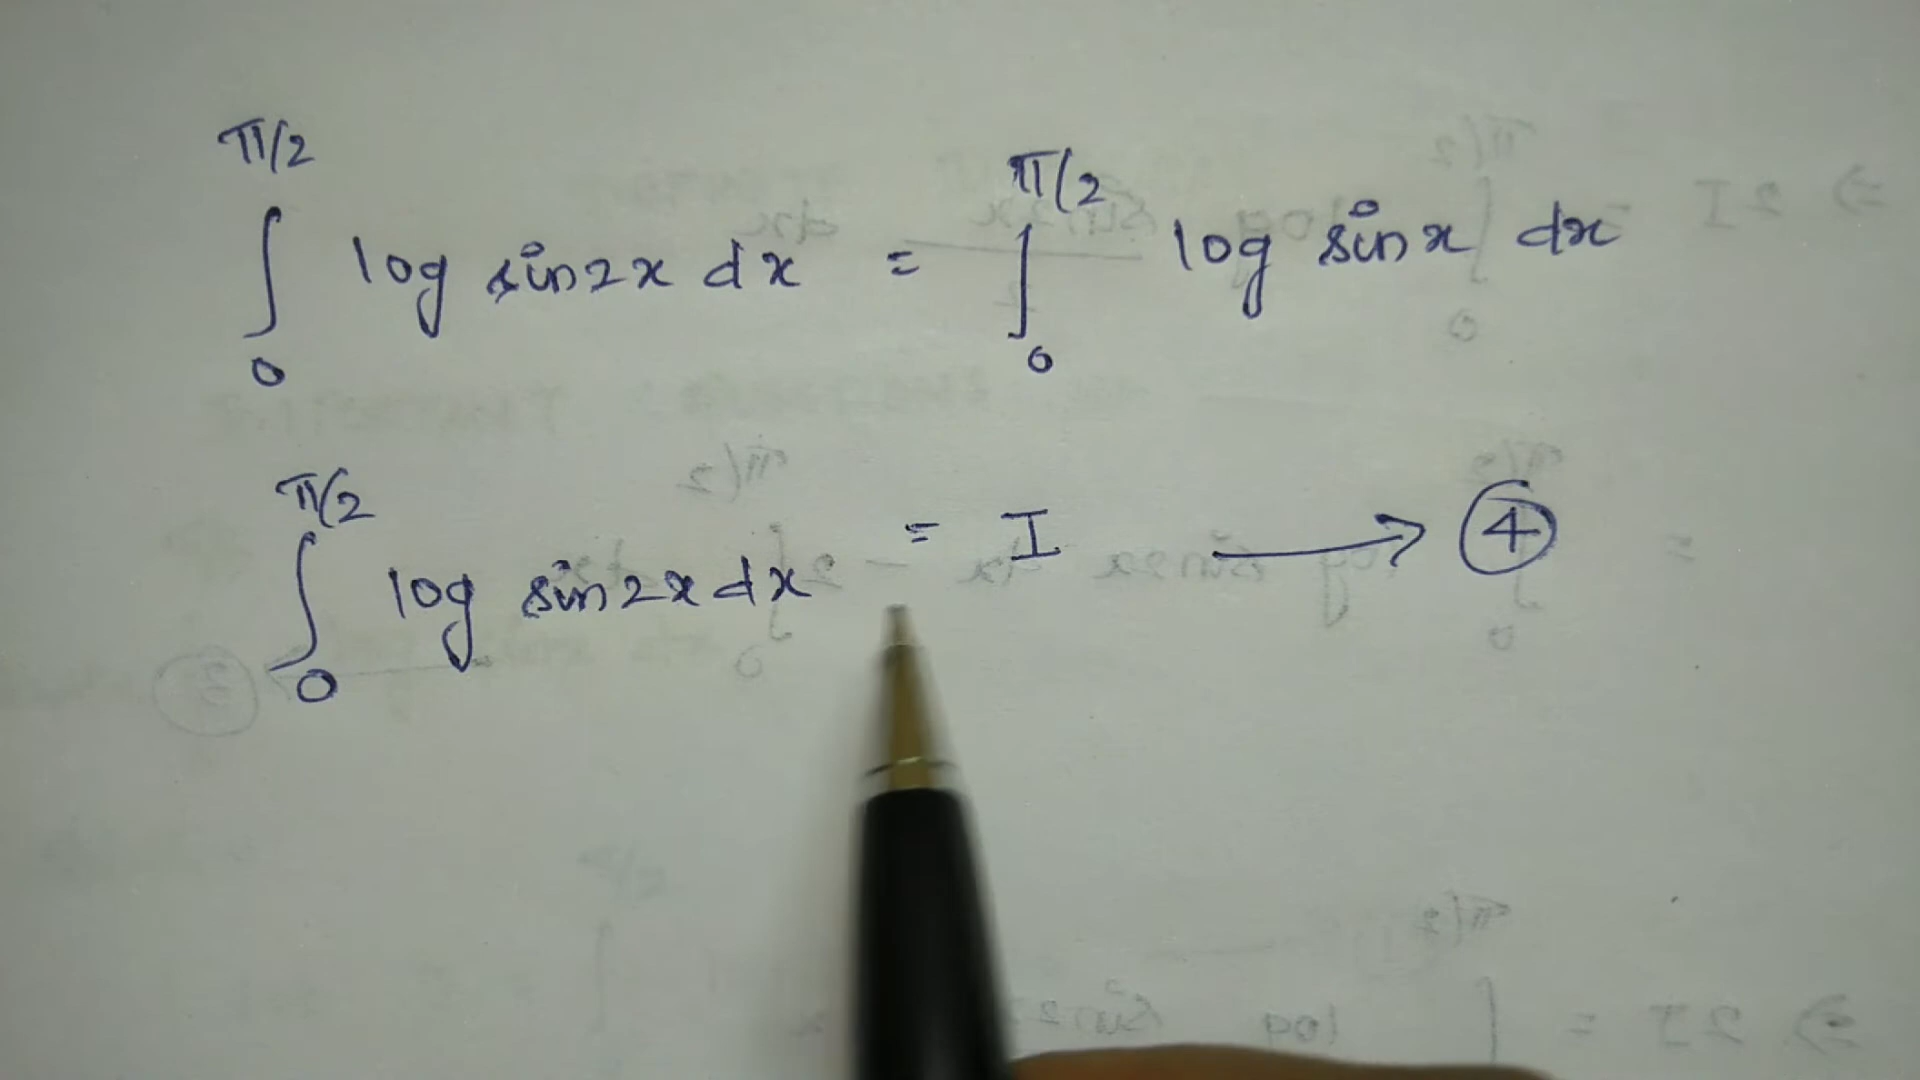 ∫₀^{π/2} log sin2x dx = ∫₀^{π/2} log sinx dx
∫₀^{π/2} log sin2x dx = I → ④